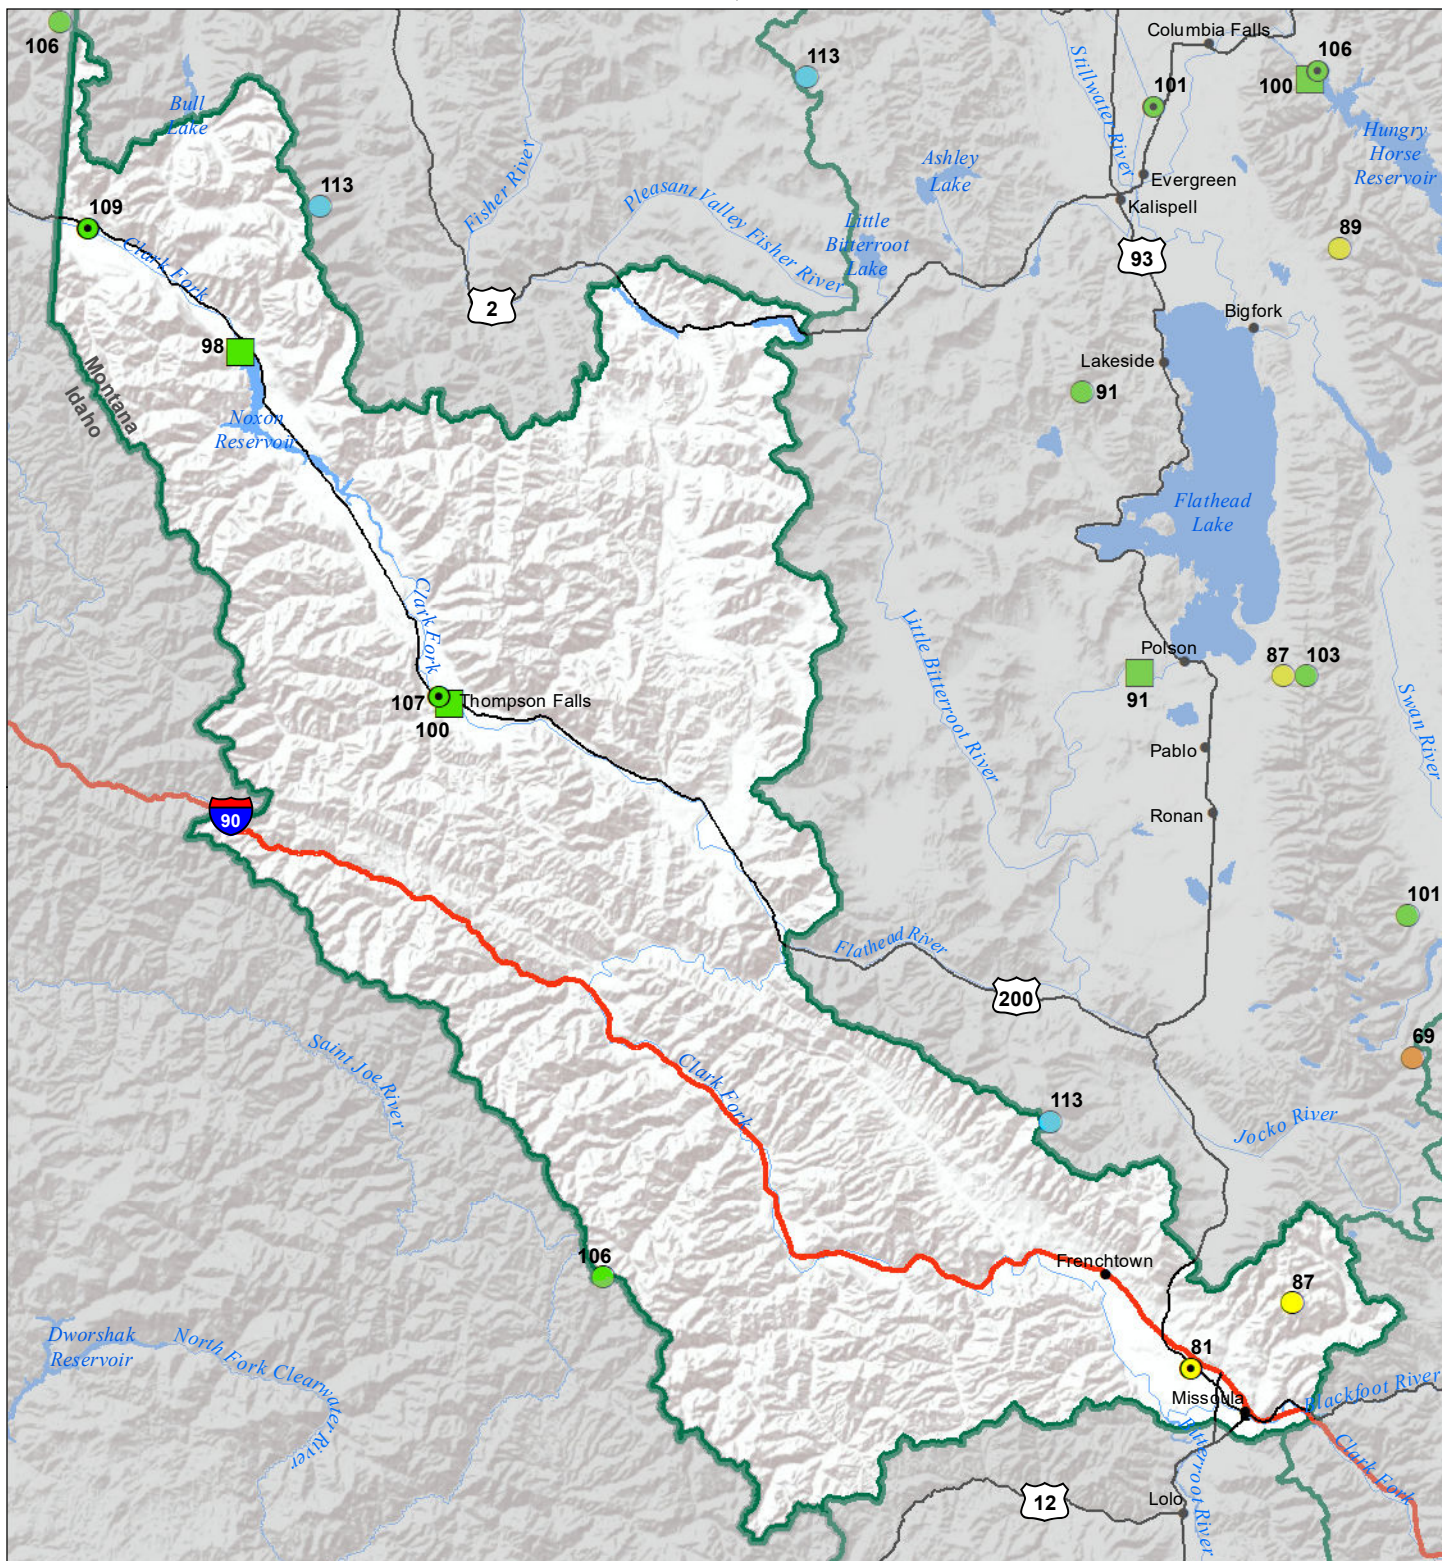 106
113
Columbia Falls
106
101
100
Bull
Lake
Stillwater River
Hungry
Horse
Reservoir
Ashley
Lake
Evergreen
Fisher River
Pleasant Valley Fisher River
113
Kalispell
109
Little
Bitterroot
Lake
89
Clark Fork
93
2
Bigfork
98
Lakeside
Montana
Idaho
91
Noxon
Reservoir
Flathead
Lake
Clark Fork
Little Bitterroot River
Polson
87
103
107
Thompson Falls
100
91
Swan River
Pablo
90
Ronan
101
Flathead River
200
Saint Joe River
69
Clark Fork
113
Jocko River
106
Frenchtown
87
Dworshak
Reservoir
North Fork Clearwater
River
81
Missoula
Blackfoot River
Bitterroot River
Clark Fork
12
Lolo